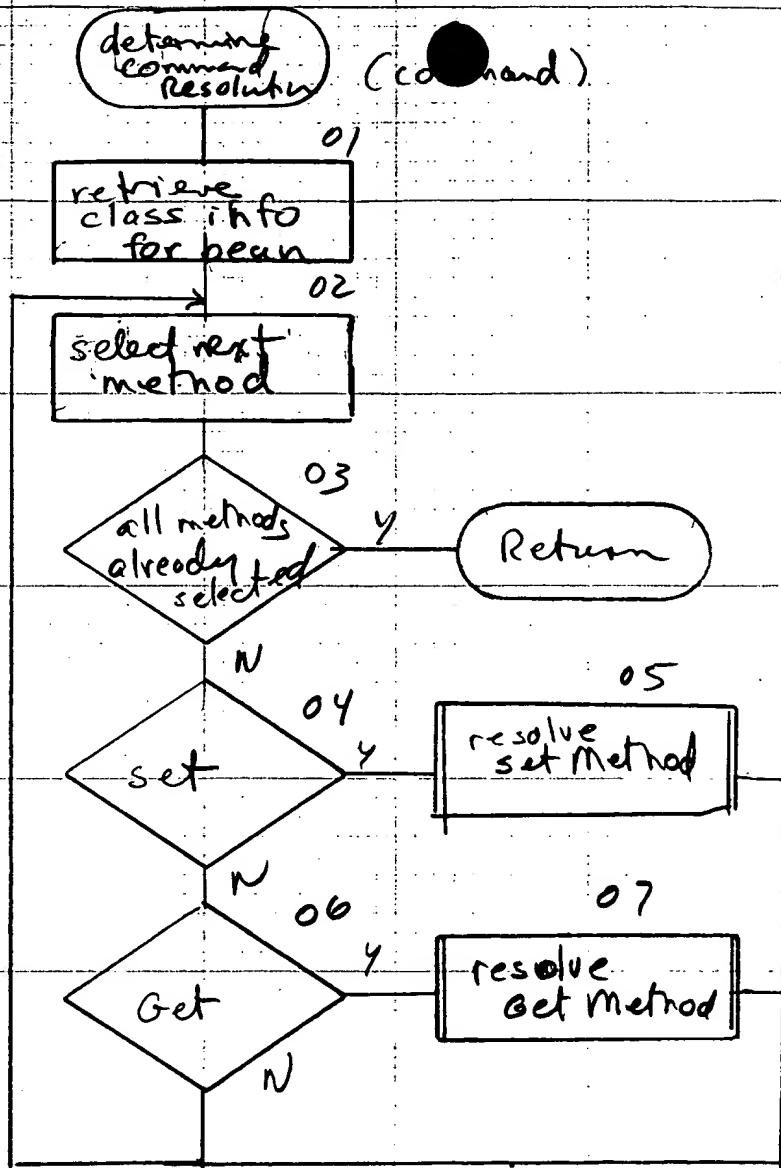 determine
command
Resolution
01
retrieve
class info
for bean
02
select next
method
03
all methods
already
selected
Y
Return
N
04
set
Y
05
resolve
set Method
N
06
Get
Y
07
resolve
Get Method
N